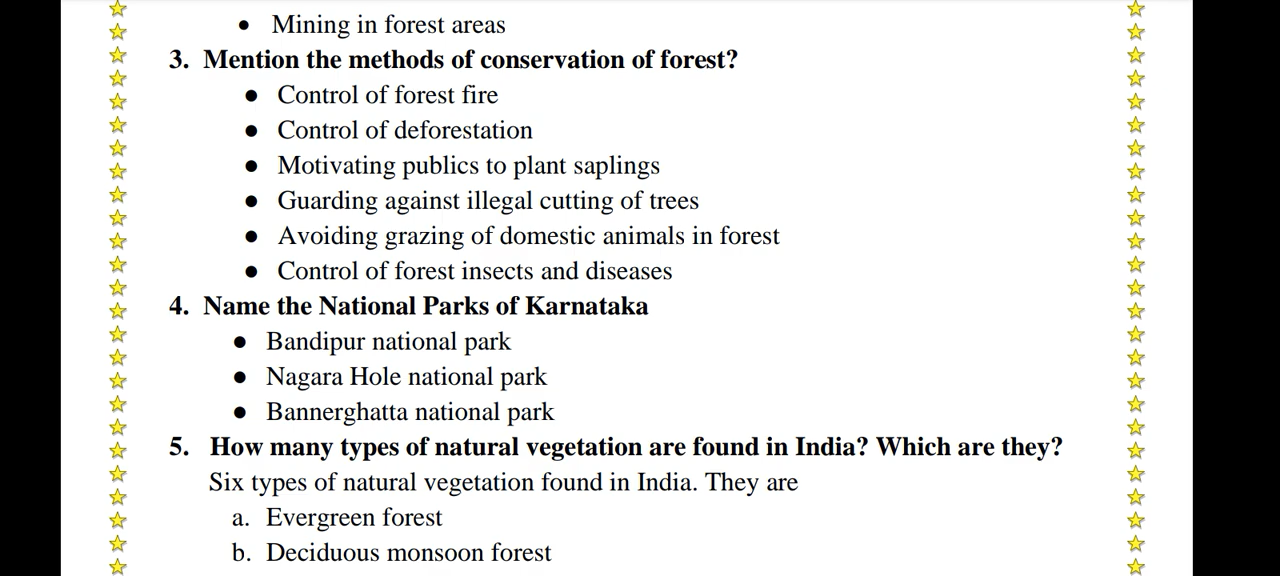 ● Mining in forest areas
3. Mention the methods of conservation of forest?
● Control of forest fire
● Control of deforestation
● Motivating publics to plant saplings
● Guarding against illegal cutting of trees
● Avoiding grazing of domestic animals in forest
● Control of forest insects and diseases
4. Name the National Parks of Karnataka
● Bandipur national park
● Nagara Hole national park
● Bannerghatta national park
5. How many types of natural vegetation are found in India? Which are they?
Six types of natural vegetation found in India. They are
a. Evergreen forest
b. Deciduous monsoon forest